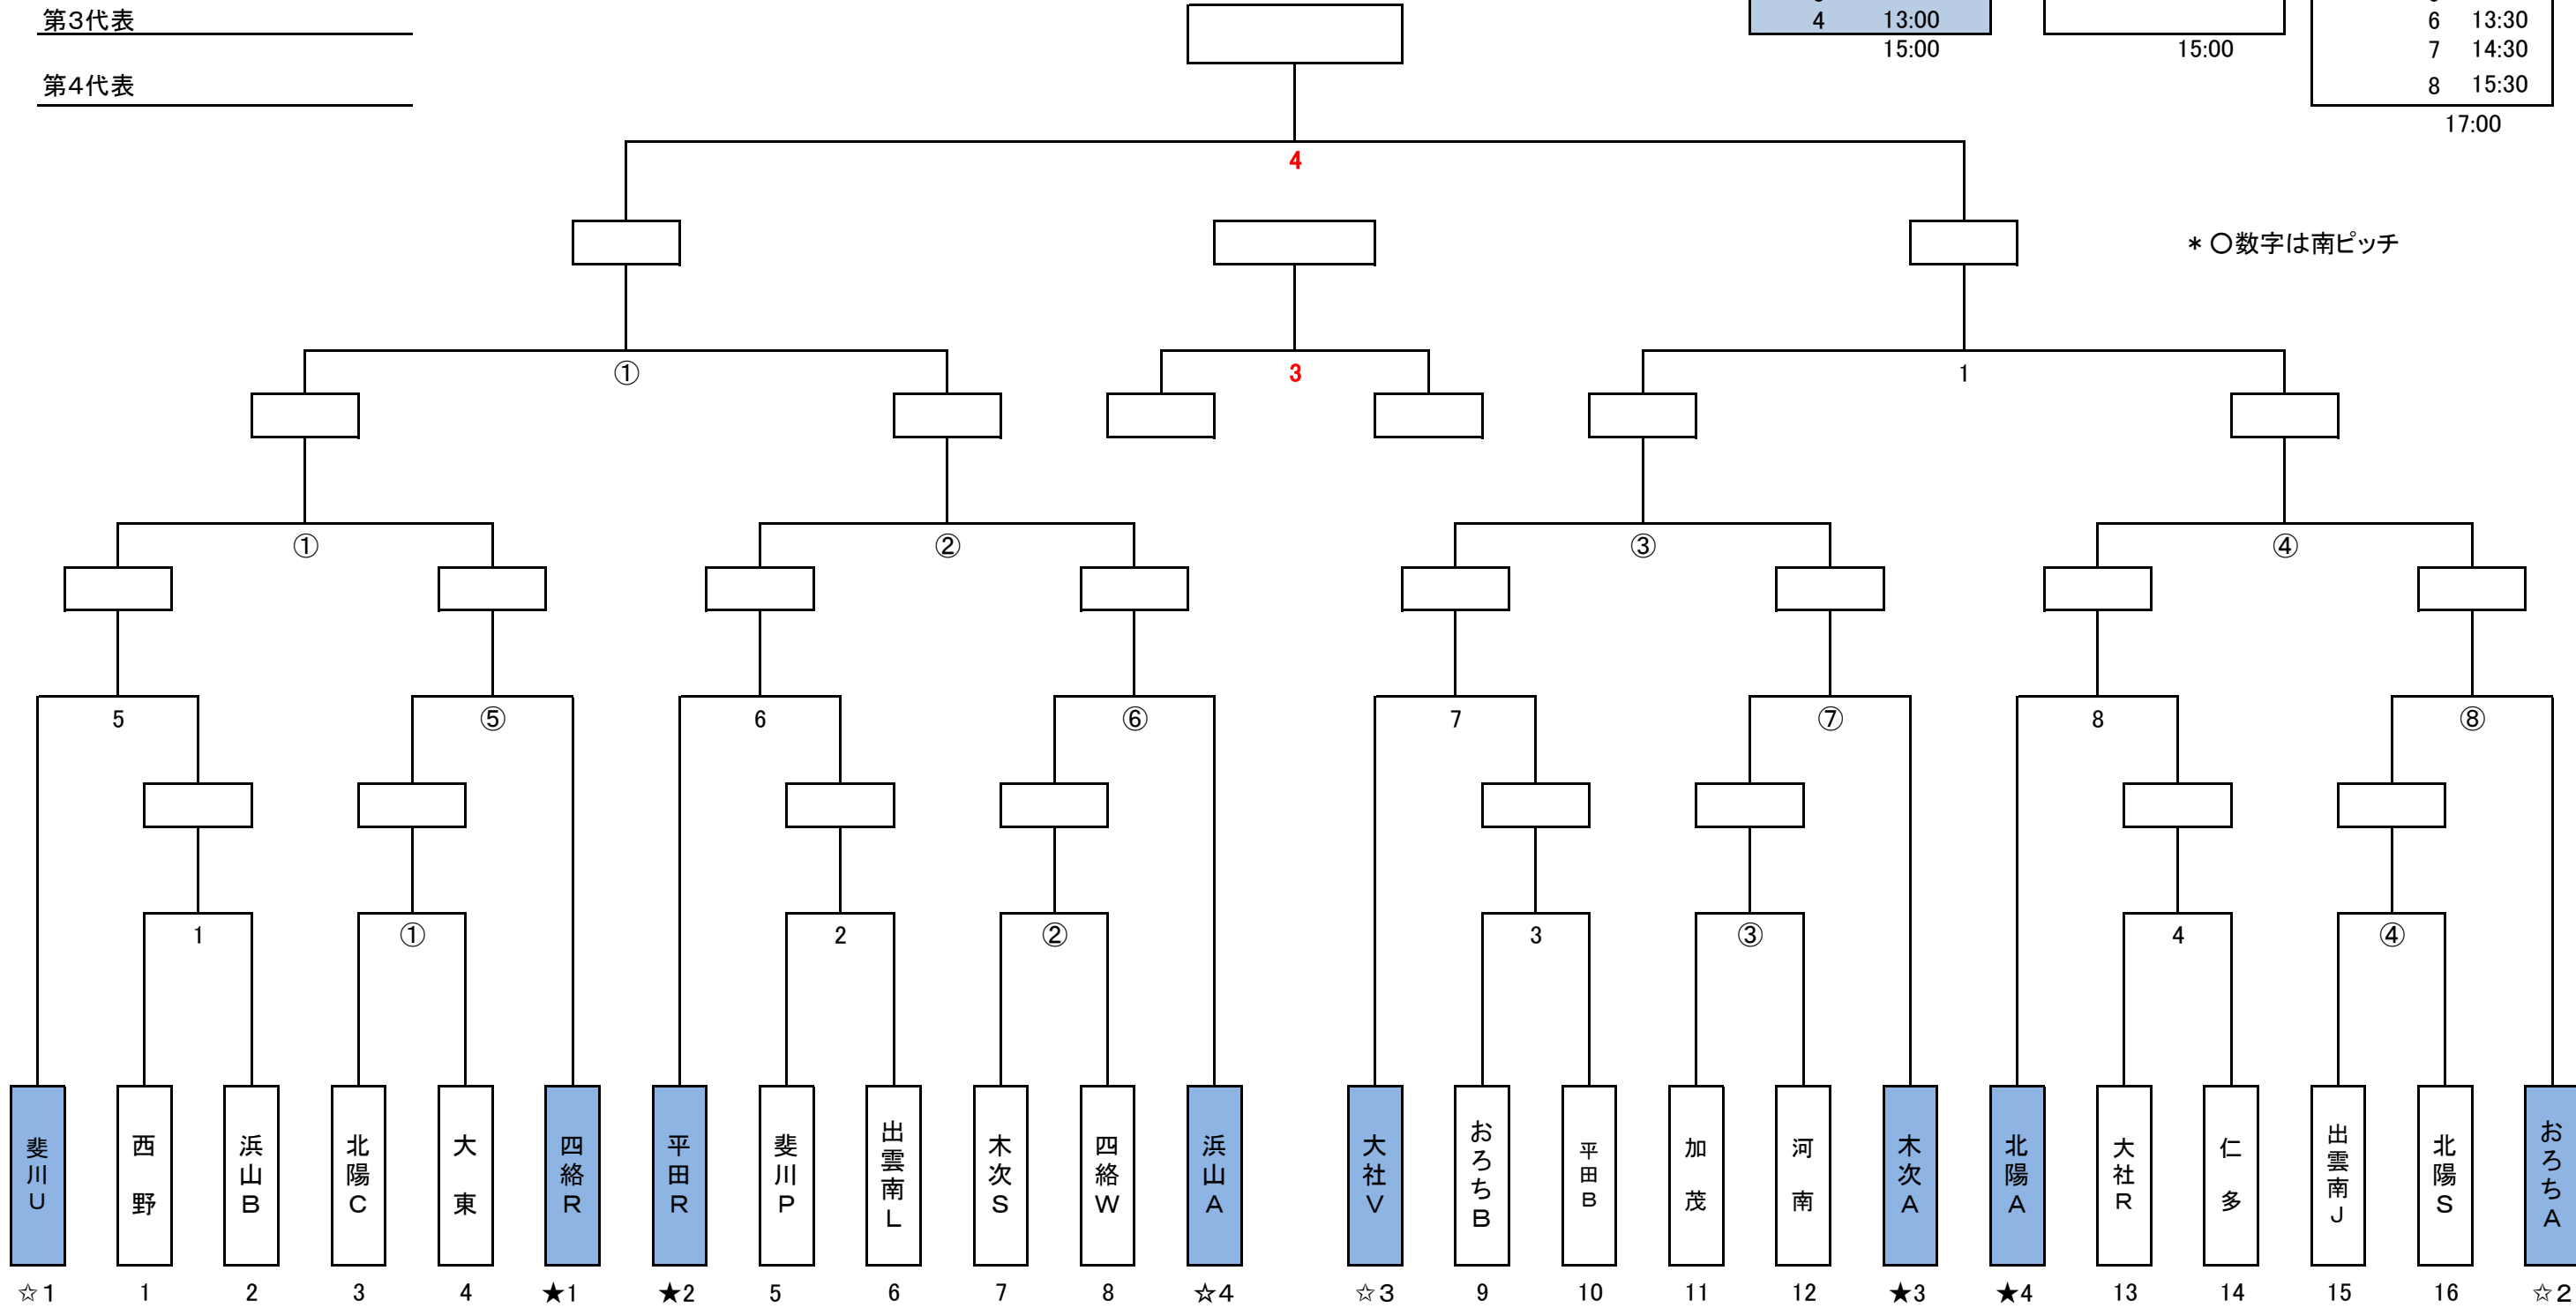 第3代表
4 13:00
6 13:30
15:00
15:00
7 14:30
第4代表
8 15:30
17:00
4
* 〇数字は南ピッチ
①
3
1
①
②
③
④
5
⑤
6
⑥
7
⑦
8
⑧
1
①
2
②
3
③
4
④
斐川U
西野
浜山B
北陽C
大東
四絡R
平田R
斐川P
出雲南L
木次S
四絡W
浜山A
大社V
おろちB
平田B
加茂
河南
木次A
北陽A
大社R
仁多
出雲南J
北陽S
おろちA
☆1 1 2 3 4 ★1 ★2 5 6 7 8 ☆4 ☆3 9 10 11 12 ★3 ★4 13 14 15 16 ☆2